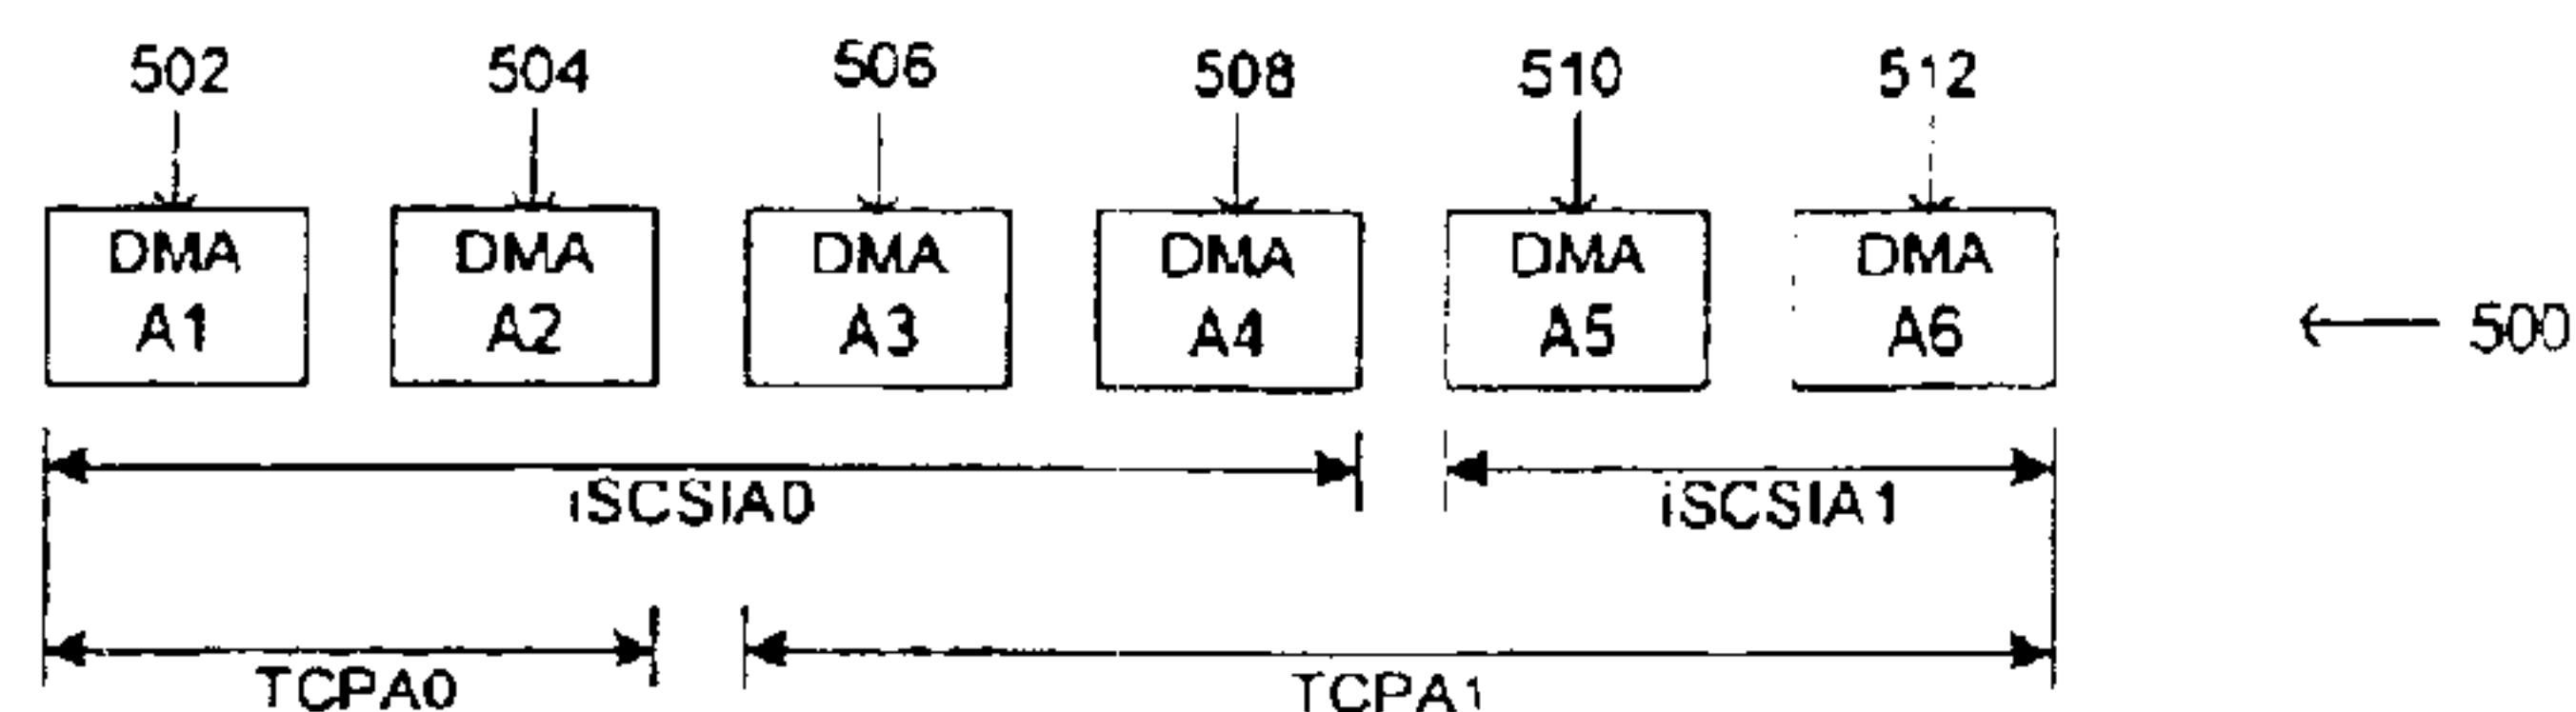 502 504 506 508 510 512
DMA DMA DMA DMA DMA DMA
A1 A2 A3 A4 A5 A6
500
iSCSIA0 iSCSIA1
TCPA0 TCPA1